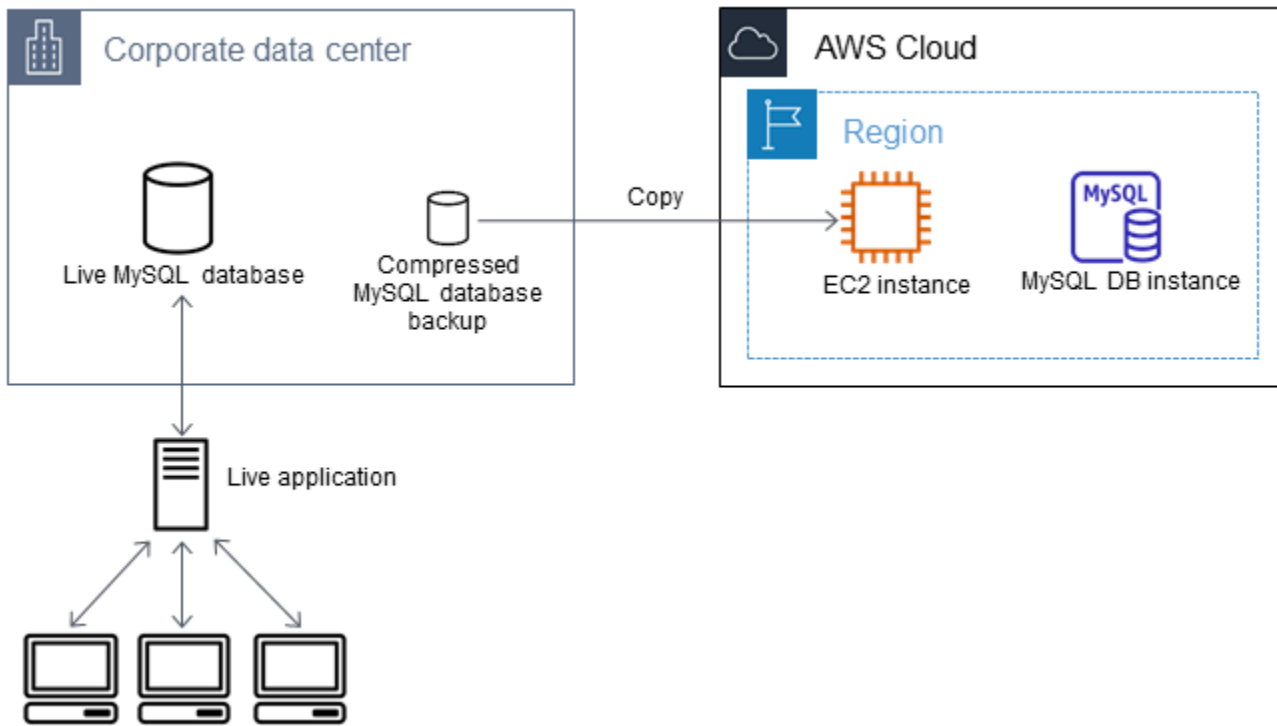 Corporate data center
AWS Cloud
Region
Copy
MySQL
Live MySQL database
Compressed
MySQL database
backup
EC2 instance
MySQL DB instance
Live application